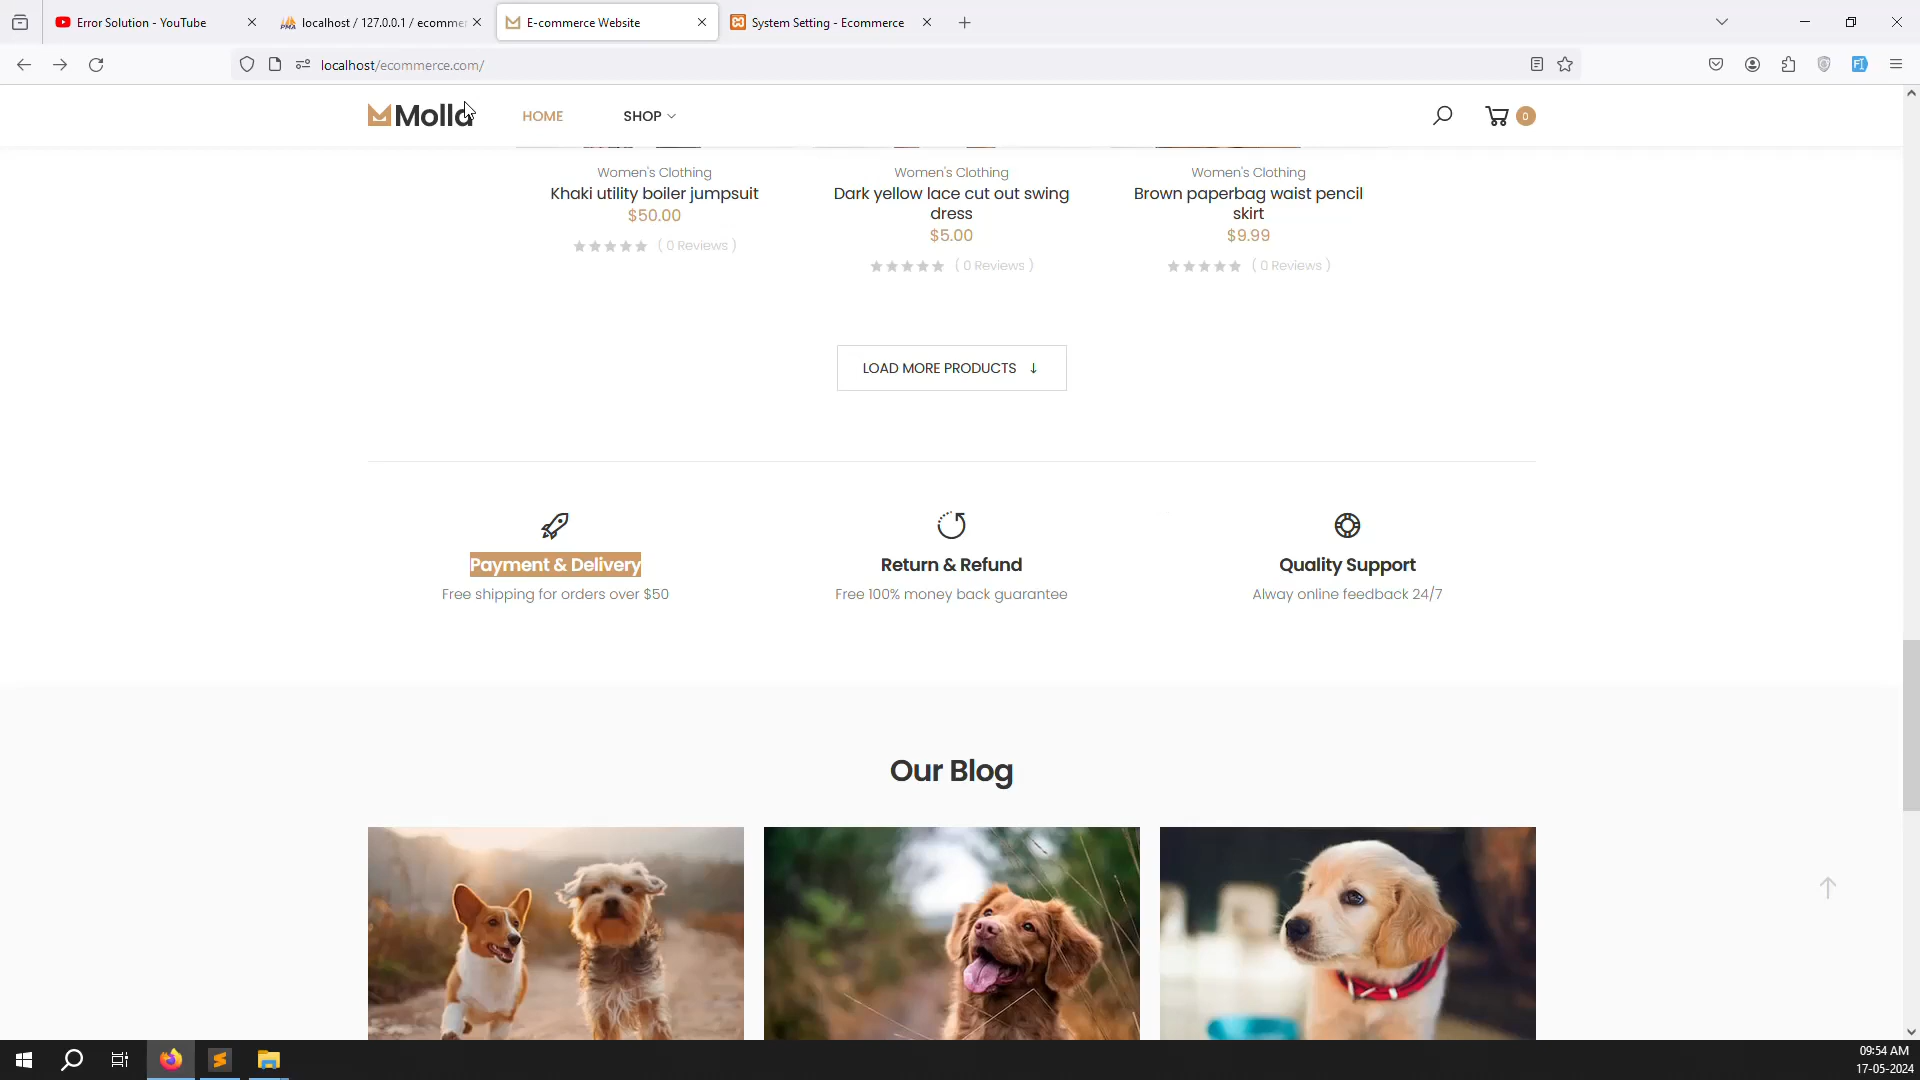 Error Solution - YouTube
localhost / 127.0.0.1 / ecommer
E-commerce Website
System Setting - Ecommerce
localhost/ecommerce.com/
Molla
HOME
SHOP
0
Women's Clothing
Khaki utility boiler jumpsuit
$50.00
( 0 Reviews )
Women's Clothing
Dark yellow lace cut out swing
dress
$5.00
( 0 Reviews )
Women's Clothing
Brown paperbag waist pencil
skirt
$9.99
( 0 Reviews )
LOAD MORE PRODUCTS
Payment & Delivery
Free shipping for orders over $50
Return & Refund
Free 100% money back guarantee
Quality Support
Alway online feedback 24/7
Our Blog
09:54 AM
17-05-2024